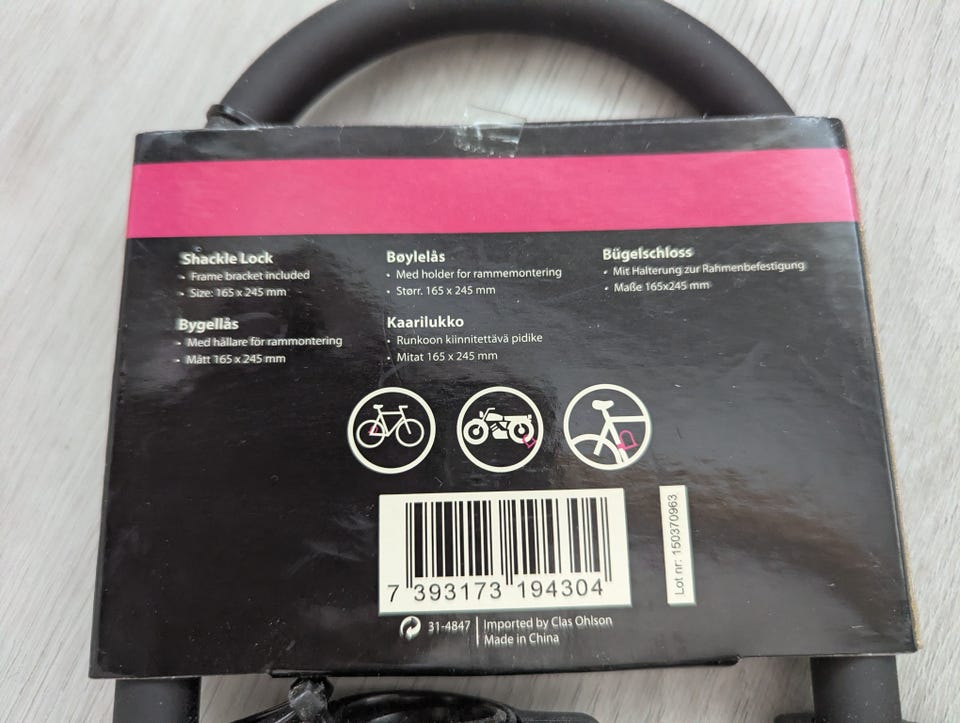 Shackle Lock
• Frame bracket included
• Size: 165 x 245 mm
Bygellås
• Med hållare för rammontering
• Mått 165 x 245 mm
Bøylelås
• Med holder for rammemontering
• Størr. 165 x 245 mm
Kaarilukko
• Runkoon kiinnitettävä pidike
• Mitat 165 x 245 mm
Bügelschloss
• Mit Halterung zur Rahmenbefestigung
• Maße 165x245 mm
7 393173 194304
Lot nr: 150370963
31-4847
Imported by Clas Ohlson
Made in China